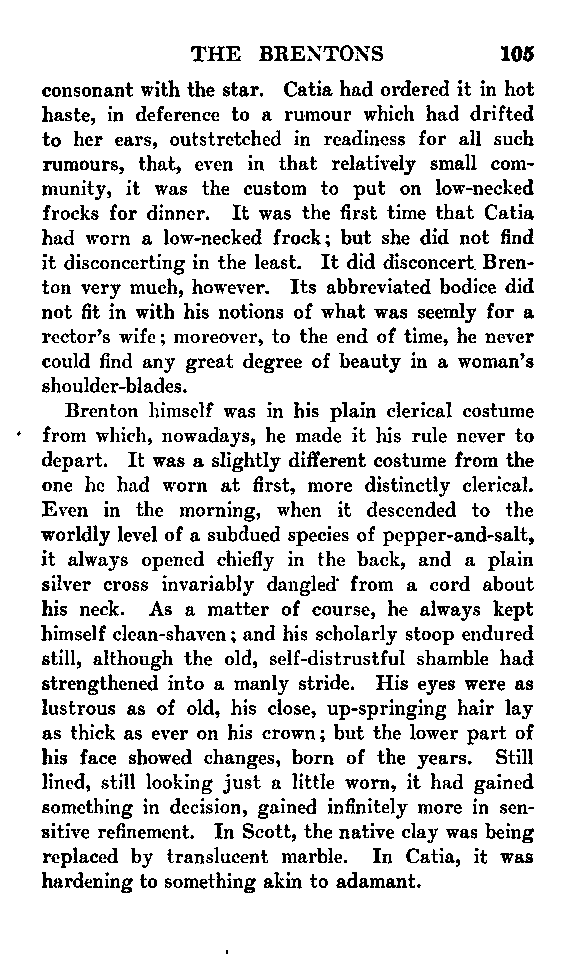 THE BRENTONS 105
consonant with the star. Catia had ordered it in hot
haste, in deference to a rumour which had drifted
to her ears, outstretched in readiness for all such
rumours, that, even in that relatively small com-
munity, it was the custom to put on low-necked
frocks for dinner. It was the first time that Catia
had worn a low-necked frock; but she did not find
it disconcerting in the least. It did disconcert Bren-
ton very much, however. Its abbreviated bodice did
not fit in with his notions of what was seemly for a
rector's wife; moreover, to the end of time, he never
could find any great degree of beauty in a woman's
shoulder-blades.
Brenton himself was in his plain clerical costume
from which, nowadays, he made it his rule never to
depart. It was a slightly different costume from the
one he had worn at first, more distinctly clerical.
Even in the morning, when it descended to the
worldly level of a subdued species of pepper-and-salt,
it always opened chiefly in the back, and a plain
silver cross invariably dangled from a cord about
his neck. As a matter of course, he always kept
himself clean-shaven; and his scholarly stoop endured
still, although the old, self-distrustful shamble had
strengthened into a manly stride. His eyes were as
lustrous as of old, his close, up-springing hair lay
as thick as ever on his crown; but the lower part of
his face showed changes, born of the years. Still
lined, still looking just a little worn, it had gained
something in decision, gained infinitely more in sen-
sitive refinement. In Scott, the native clay was being
replaced by translucent marble. In Catia, it was
hardening to something akin to adamant.